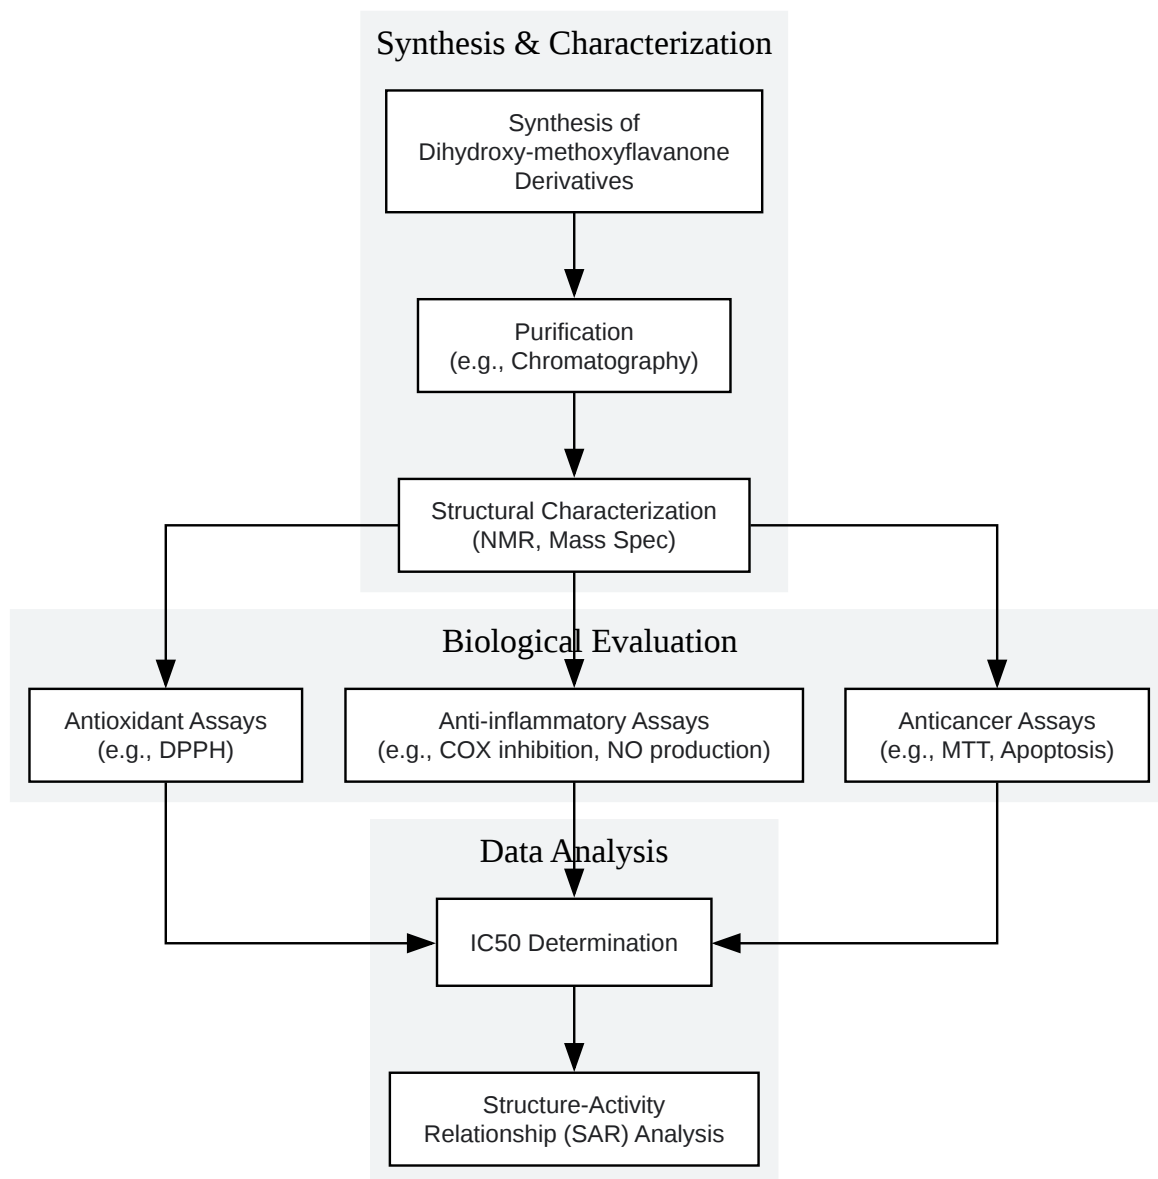 Synthesis & Characterization
Synthesis of
Dihydroxy-methoxyflavanone
Derivatives
Purification
(e.g., Chromatography)
Structural Characterization
(NMR, Mass Spec)
Biological Evaluation
Antioxidant Assays
(e.g., DPPH)
Anti-inflammatory Assays
(e.g., COX inhibition, NO production)
Anticancer Assays
(e.g., MTT, Apoptosis)
Data Analysis
IC50 Determination
Structure-Activity
Relationship (SAR) Analysis